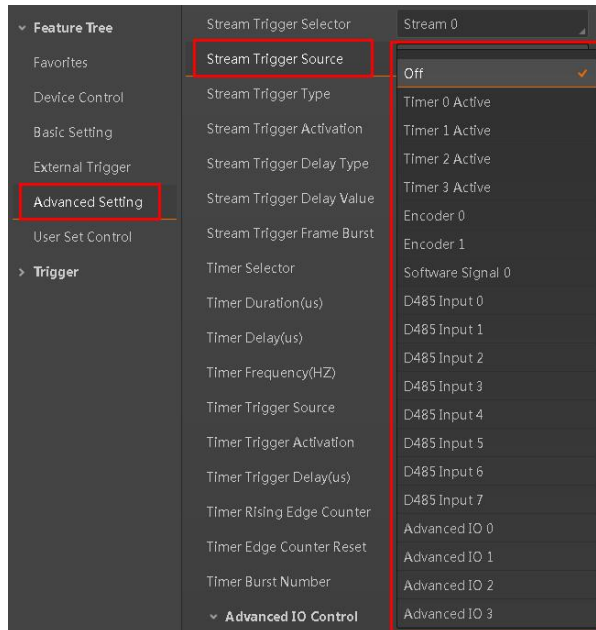 Feature Tree
Favorites
Device Control
Basic Setting
External Trigger
Advanced Setting
User Set Control
Trigger
Stream Trigger Selector
Stream Trigger Source
Stream Trigger Type
Stream Trigger Activation
Stream Trigger Delay Type
Stream Trigger Delay Value
Stream Trigger Frame Burst
Timer Selector
Timer Duration(us)
Timer Delay(us)
Timer Frequency(HZ)
Timer Trigger Source
Timer Trigger Activation
Timer Trigger Delay(us)
Timer Rising Edge Counter
Timer Edge Counter Reset
Timer Burst Number
Advanced IO Control
Stream 0
Off
Timer 0 Active
Timer 1 Active
Timer 2 Active
Timer 3 Active
Encoder 0
Encoder 1
Software Signal 0
D485 Input 0
D485 Input 1
D485 Input 2
D485 Input 3
D485 Input 4
D485 Input 5
D485 Input 6
D485 Input 7
Advanced IO 0
Advanced IO 1
Advanced IO 2
Advanced IO 3